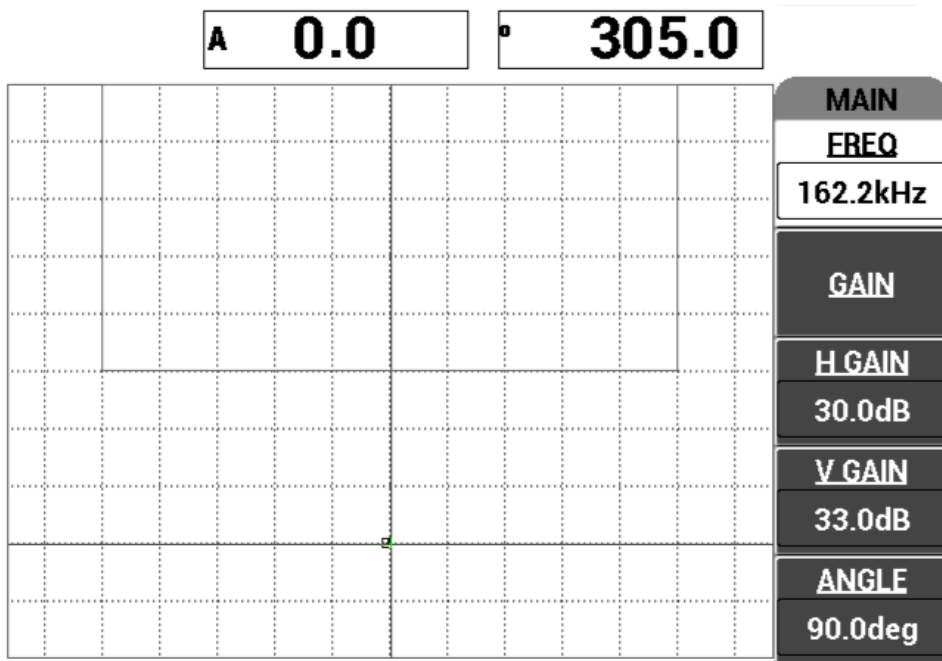 A 0.0
° 305.0
MAIN
FREQ
162.2kHz
GAIN
H GAIN
30.0dB
V GAIN
33.0dB
ANGLE
90.0deg